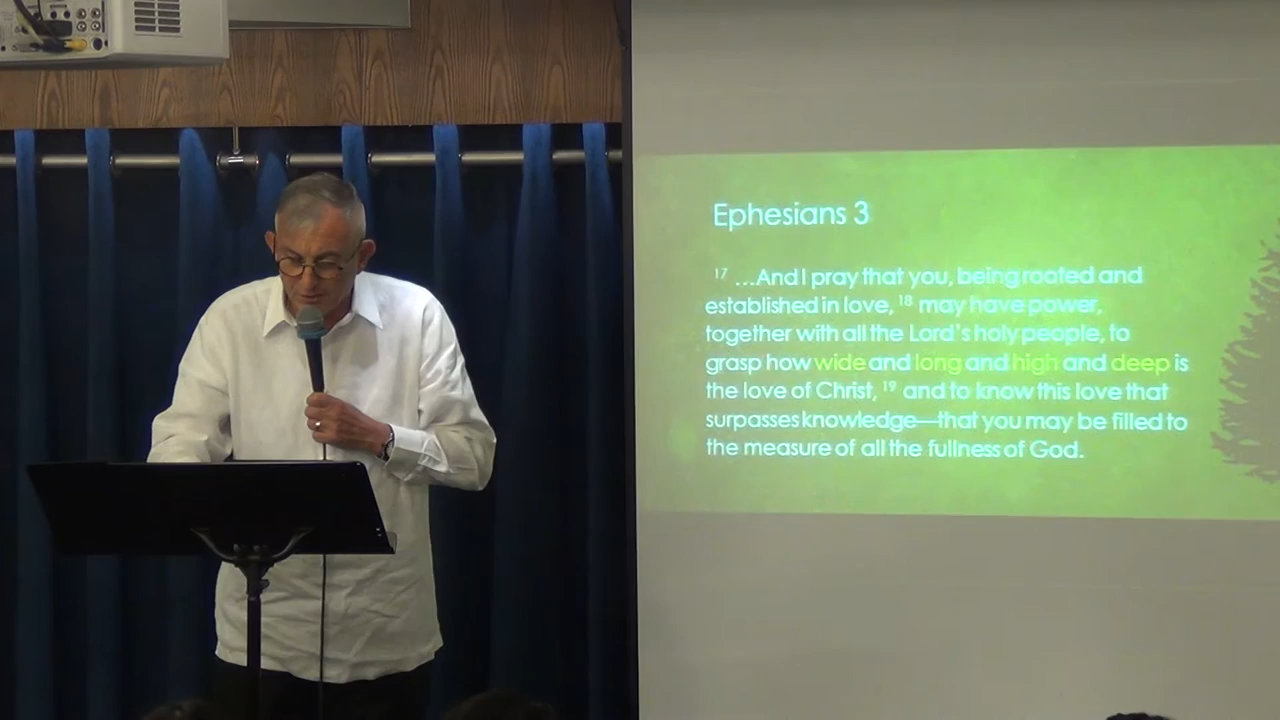 Ephesians 3
17 ...And I pray that you, being rooted and
established in love, 18 may have power,
together with all the Lord's holy people, to
grasp how wide and long and high and deep is
the love of Christ, 19 and to know this love that
surpasses knowledge—that you may be filled to
the measure of all the fullness of God.